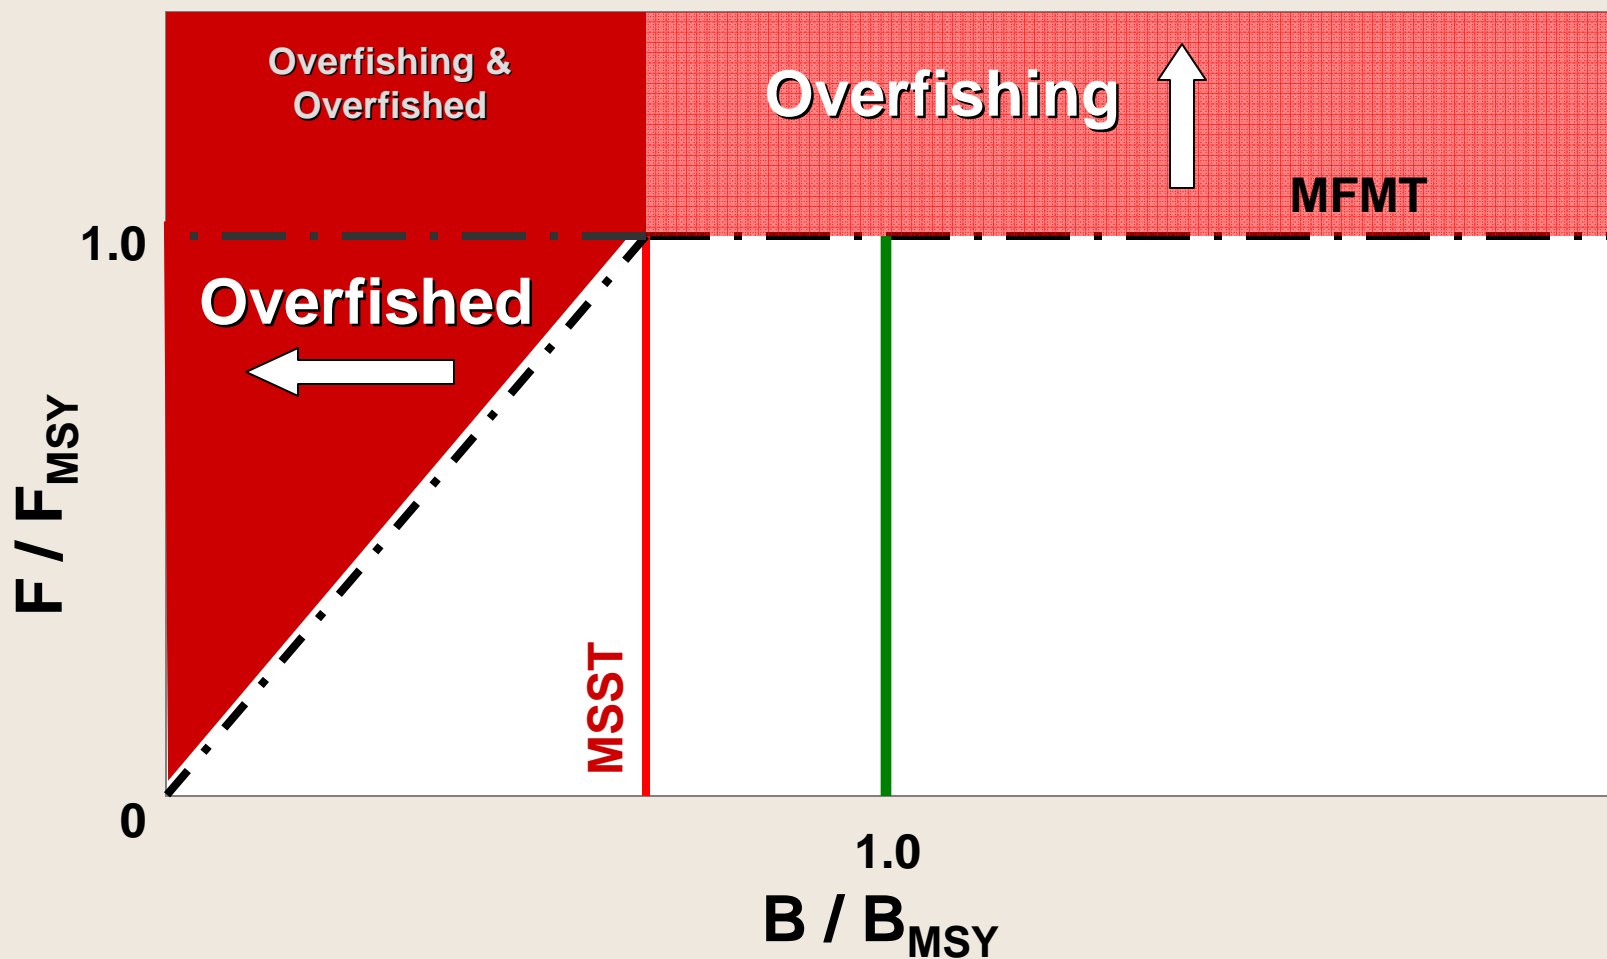 Overfishing &
Overfished
Overfishing
MFMT
1.0
Overfished
F / FMSY
MSST
0
1.0
B / BMSY